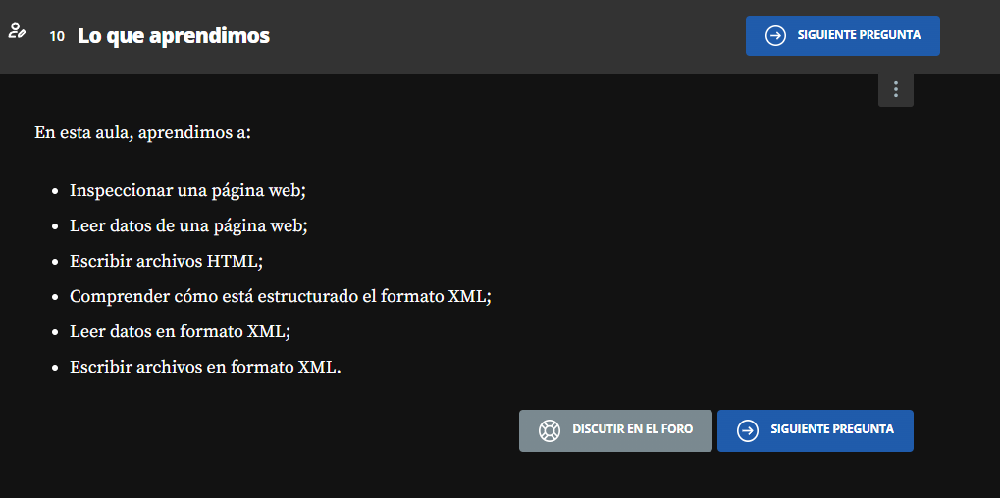 10 Lo que aprendimos
SIGUIENTE PREGUNTA
En esta aula, aprendimos a:
• Inspeccionar una página web;
• Leer datos de una página web;
• Escribir archivos HTML;
• Comprender cómo está estructurado el formato XML;
• Leer datos en formato XML;
• Escribir archivos en formato XML.
DISCUTIR EN EL FORO
SIGUIENTE PREGUNTA